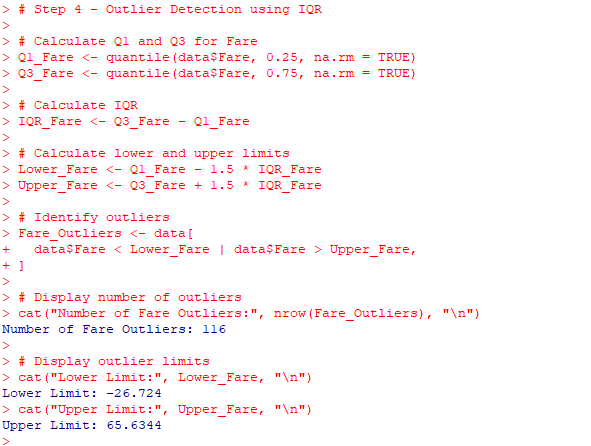 > # Step 4 - Outlier Detection using IQR
>
> # Calculate Q1 and Q3 for Fare
> Q1_Fare <- quantile(data$Fare, 0.25, na.rm = TRUE)
> Q3_Fare <- quantile(data$Fare, 0.75, na.rm = TRUE)
>
> # Calculate IQR
> IQR_Fare <- Q3_Fare - Q1_Fare
>
> # Calculate lower and upper limits
> Lower_Fare <- Q1_Fare - 1.5 * IQR_Fare
> Upper_Fare <- Q3_Fare + 1.5 * IQR_Fare
>
> # Identify outliers
> Fare_Outliers <- data[
+   data$Fare < Lower_Fare | data$Fare > Upper_Fare,
+ ]
>
> # Display number of outliers
> cat("Number of Fare Outliers:", nrow(Fare_Outliers), "\n")
Number of Fare Outliers: 116
>
> # Display outlier limits
> cat("Lower Limit:", Lower_Fare, "\n")
Lower Limit: -26.724
> cat("Upper Limit:", Upper_Fare, "\n")
Upper Limit: 65.6344
>